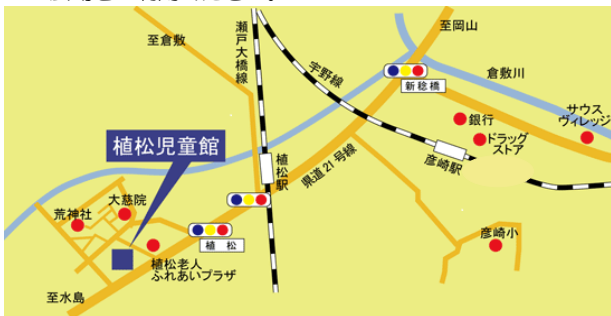 至倉敷
瀬戸大橋線
宇野線
至岡山
新稔橋
倉敷川
銀行
ドラッグ
ストア
サウス
ヴィレッジ
植松児童館
植松駅
県道21号線
彦崎駅
大慈院
荒神社
植松
植松老人
ふれあいプラザ
彦崎小
至水島